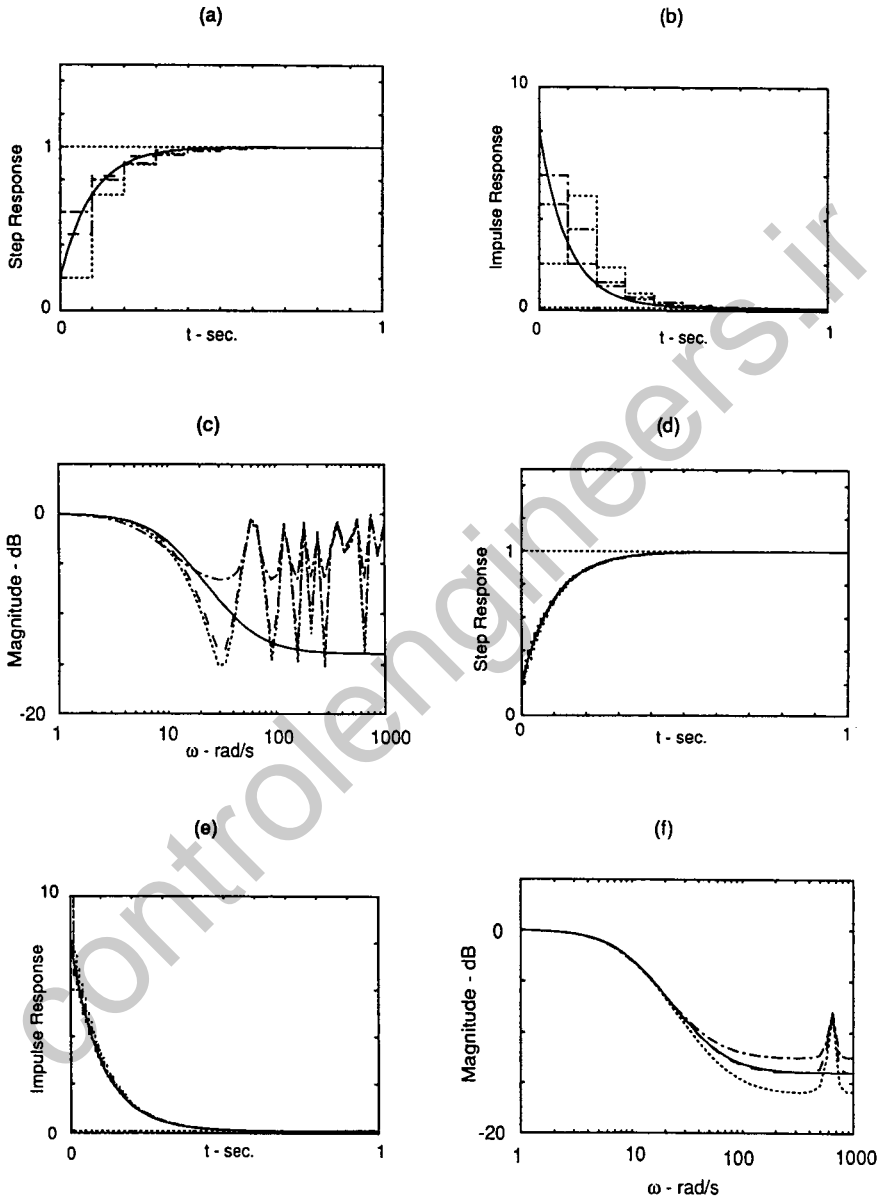 (a)
Step Response
1
0
0
1
t - sec.
(b)
Impulse Response
10
0
0
1
t - sec.
(c)
Magnitude - dB
0
-20
1
10
100
1000
ω - rad/s
(d)
Step Response
1
0
0
1
t - sec.
(e)
Impulse Response
10
0
0
1
t - sec.
(f)
Magnitude - dB
0
-20
1
10
100
1000
ω - rad/s
controlengineers.ir